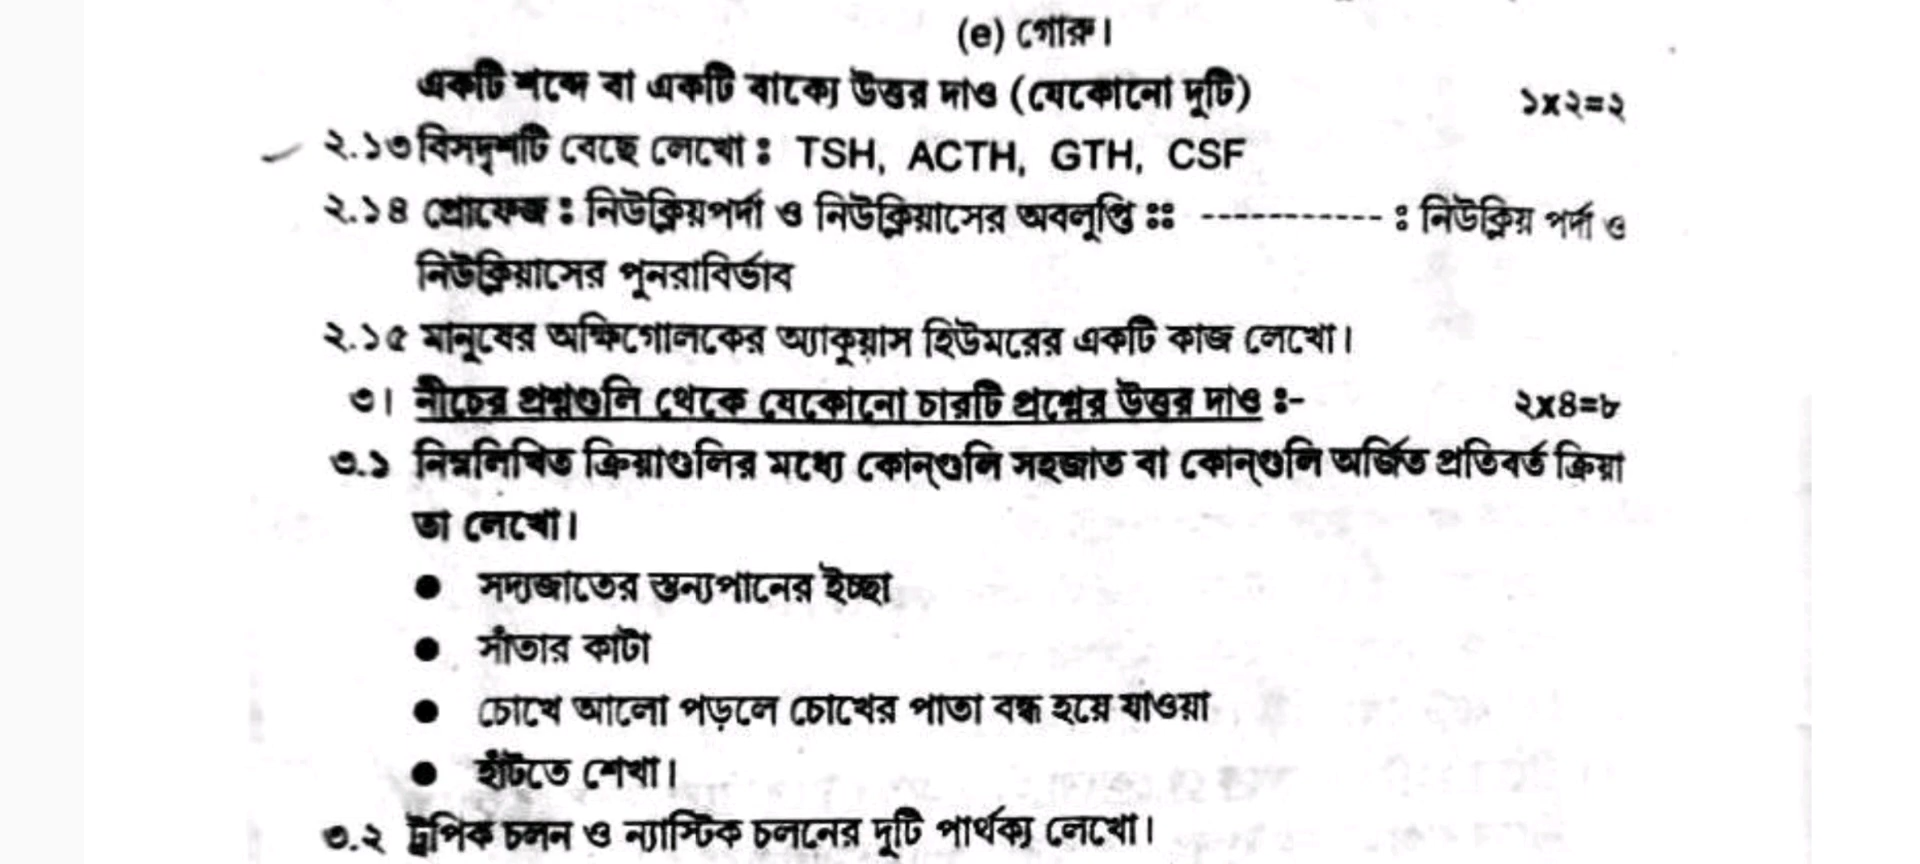 (e) গোরু।
একটি শব্দে বা একটি বাক্যে উত্তর দাও (যেকোনো দুটি) ১x২=২
২.১৩ বিসদৃশটি বেছে লেখো : TSH, ACTH, GTH, CSF
২.১৪ প্রোফেজ : নিউক্লিয়পর্দা ও নিউক্লিয়াসের অবলুপ্তি :: ----------- : নিউক্লিয় পর্দা ও
নিউক্লিয়াসের পুনরাবির্ভাব
২.১৫ মানুষের অক্ষিগোলকের অ্যাকুয়াস হিউমরের একটি কাজ লেখো।
৩। নীচের প্রশ্নগুলি থেকে যেকোনো চারটি প্রশ্নের উত্তর দাও :- ২x৪=৮
৩.১ নিম্নলিখিত ক্রিয়াগুলির মধ্যে কোন্‌গুলি সহজাত বা কোন্‌গুলি অর্জিত প্রতিবর্ত ক্রিয়া
তা লেখো।
● সদ্যজাতের স্তন্যপানের ইচ্ছা
● সাঁতার কাটা
● চোখে আলো পড়লে চোখের পাতা বন্ধ হয়ে যাওয়া
● হাঁটতে শেখা।
৩.২ ট্রপিক চলন ও ন্যাস্টিক চলনের দুটি পার্থক্য লেখো।